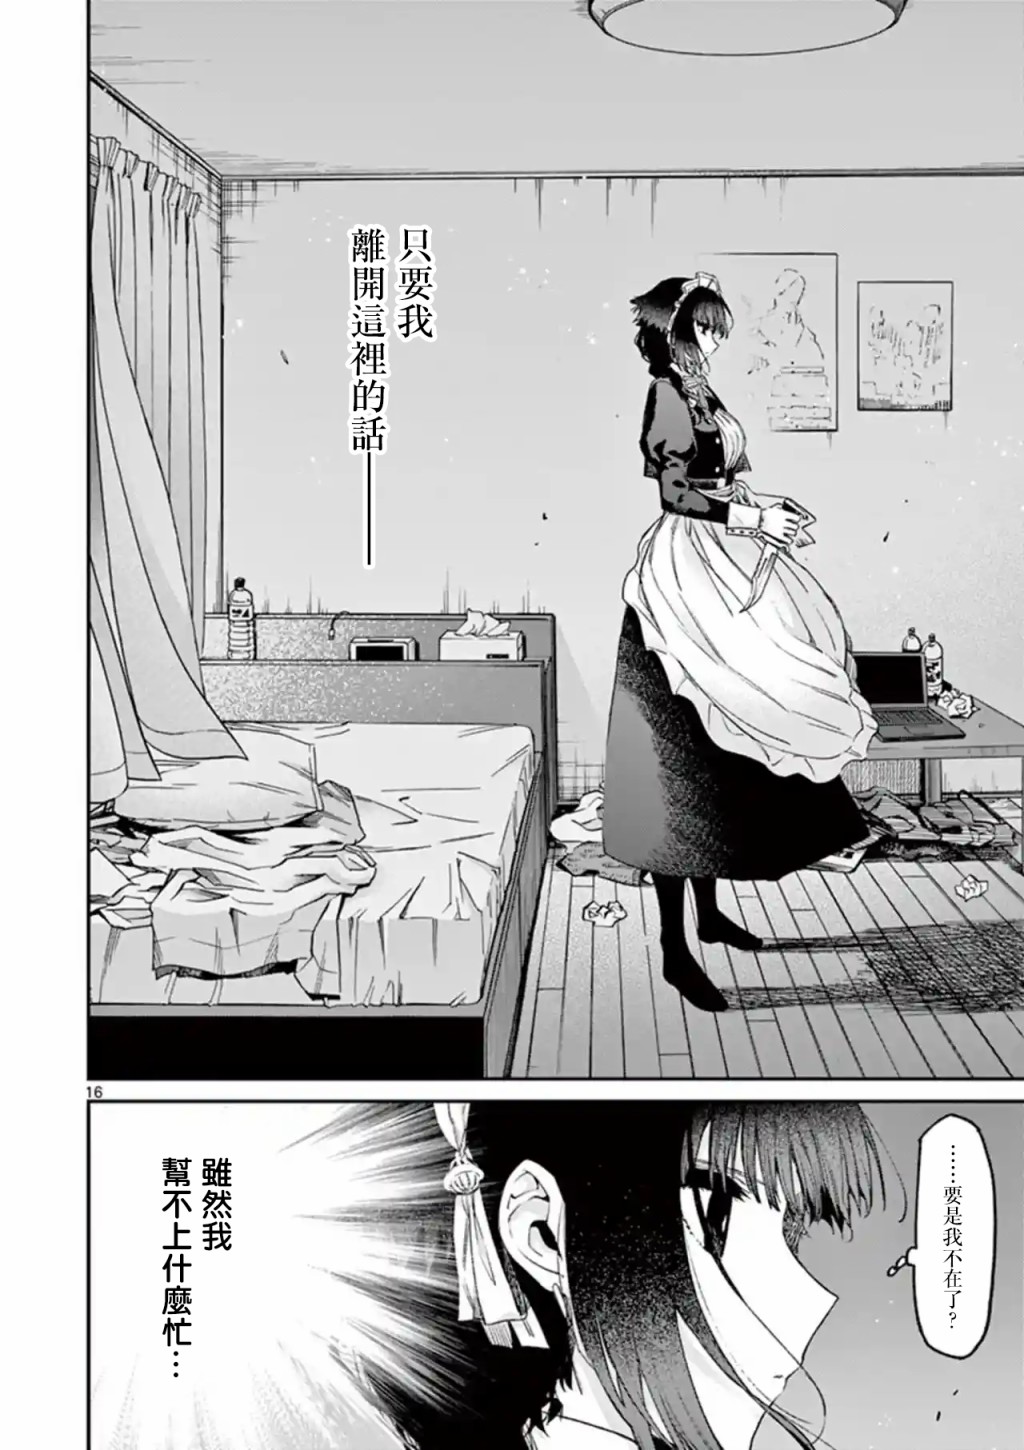 只要我
離開這裡的話——
16
……要是我不在了?
雖然我
幫不上什麼忙…